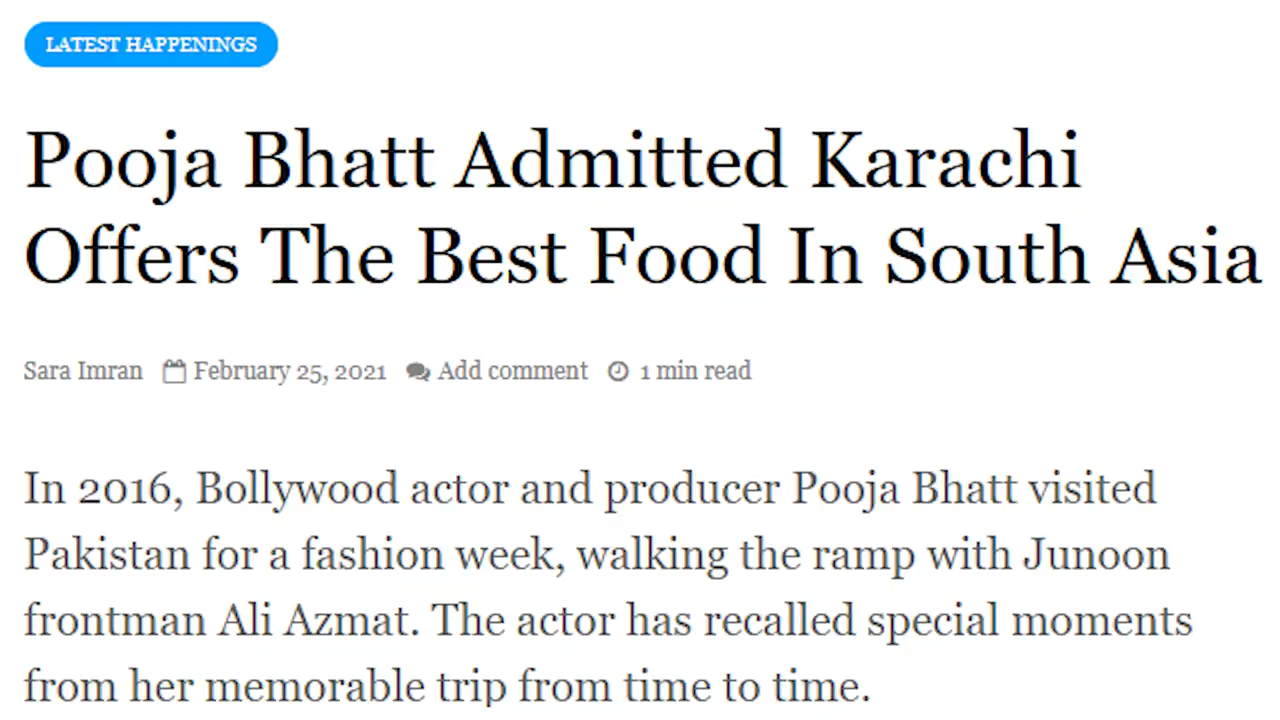 LATEST HAPPENINGS
Pooja Bhatt Admitted Karachi
Offers The Best Food In South Asia
Sara Imran February 25, 2021 Add comment 1 min read
In 2016, Bollywood actor and producer Pooja Bhatt visited
Pakistan for a fashion week, walking the ramp with Junoon
frontman Ali Azmat. The actor has recalled special moments
from her memorable trip from time to time.